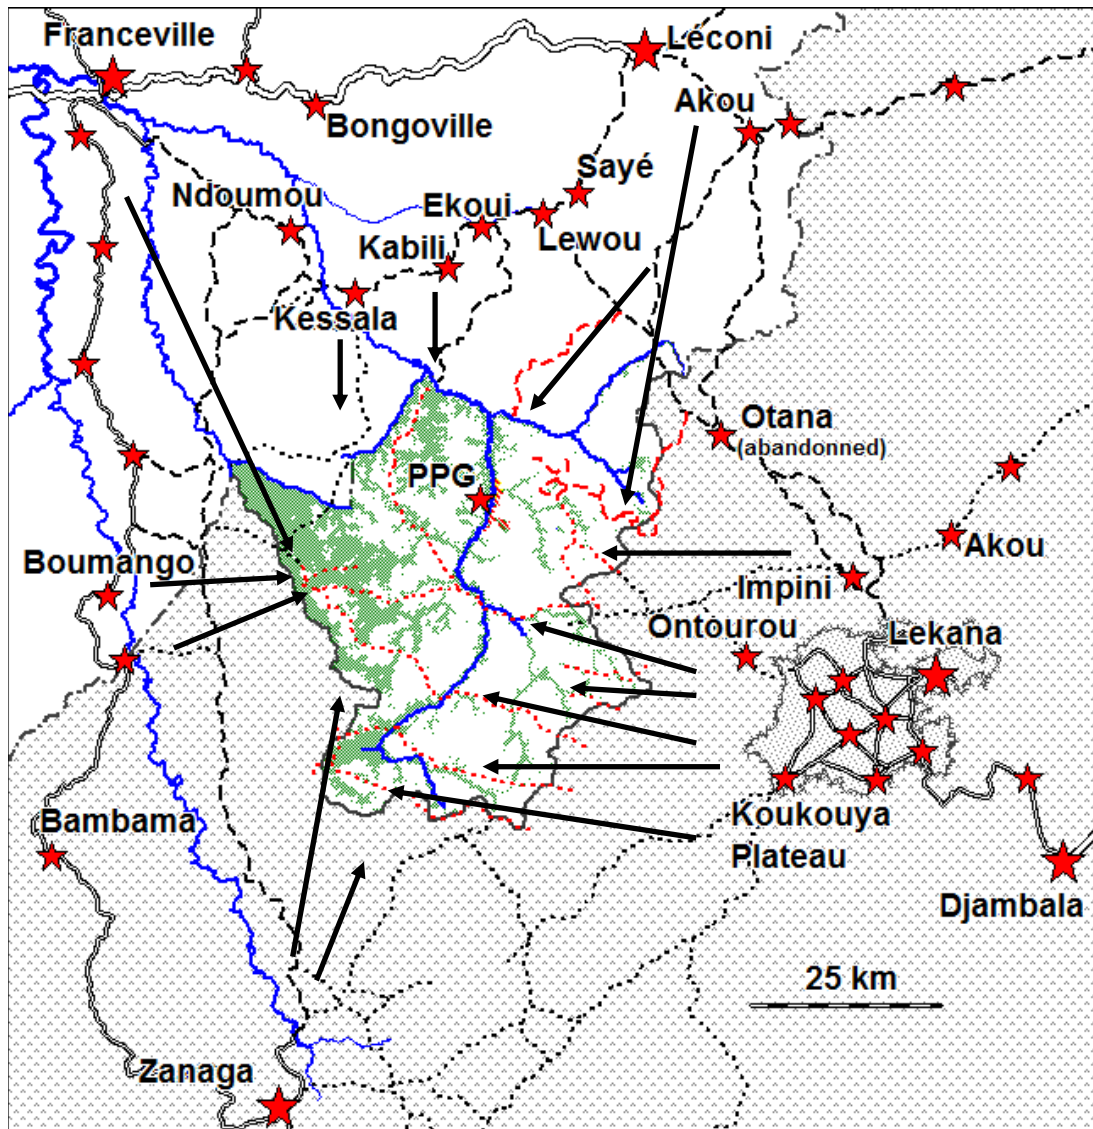 Franceville
Léconi
Akou
Bongoville
Sayé
Ndoumou
Ekoui
Lewou
Kabili
Kessala
Otana
(abandonned)
PPG
Akou
Boumango
Impini
Ontourou
Lekana
Koukouya
Plateau
Bambama
Djambala
25 km
Zanaga